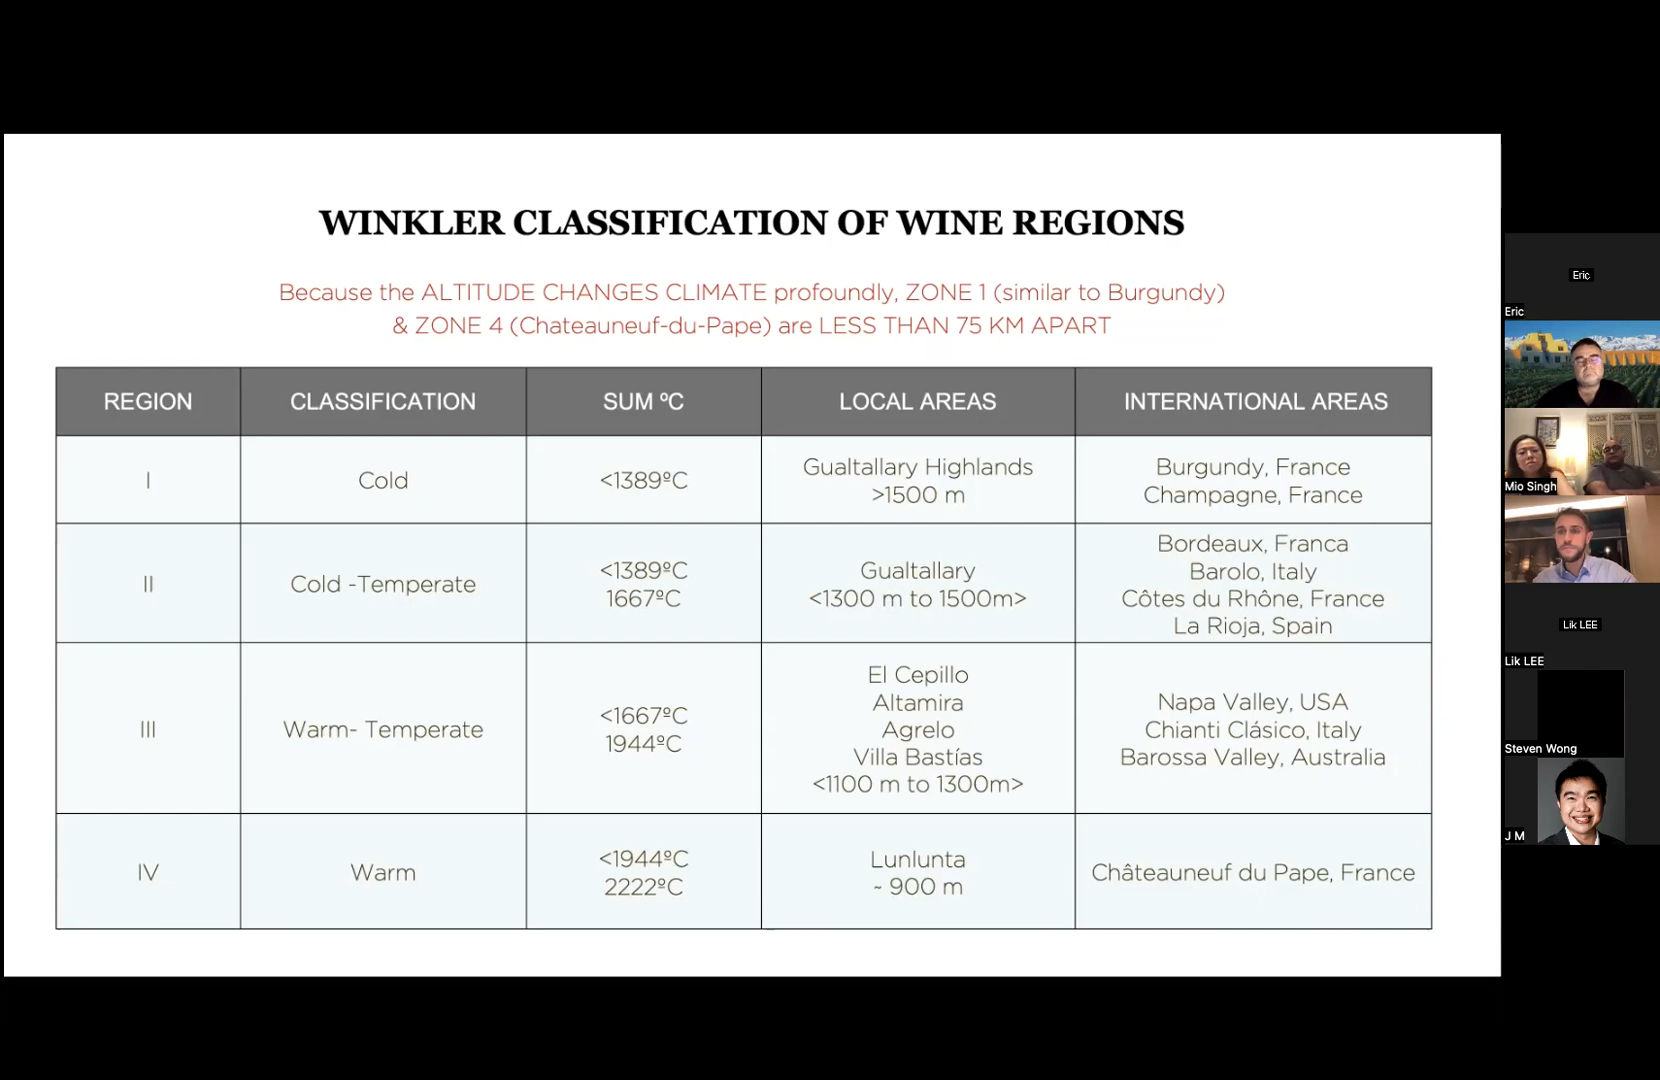 WINKLER CLASSIFICATION OF WINE REGIONS
Because the ALTITUDE CHANGES CLIMATE profoundly, ZONE 1 (similar to Burgundy)
& ZONE 4 (Chateauneuf-du-Pape) are LESS THAN 75 KM APART
REGION
CLASSIFICATION
SUM ºC
LOCAL AREAS
INTERNATIONAL AREAS
I
Cold
<1389ºC
Gualtallary Highlands
>1500 m
Burgundy, France
Champagne, France
II
Cold -Temperate
<1389ºC
1667ºC
Gualtallary
<1300 m to 1500m>
Bordeaux, Franca
Barolo, Italy
Côtes du Rhône, France
La Rioja, Spain
III
Warm- Temperate
<1667ºC
1944ºC
El Cepillo
Altamira
Agrelo
Villa Bastías
<1100 m to 1300m>
Napa Valley, USA
Chianti Clásico, Italy
Barossa Valley, Australia
IV
Warm
<1944ºC
2222ºC
Lunlunta
~ 900 m
Châteauneuf du Pape, France
Eric
Eric
Mio Singh
Lik LEE
Lik LEE
Steven Wong
J M